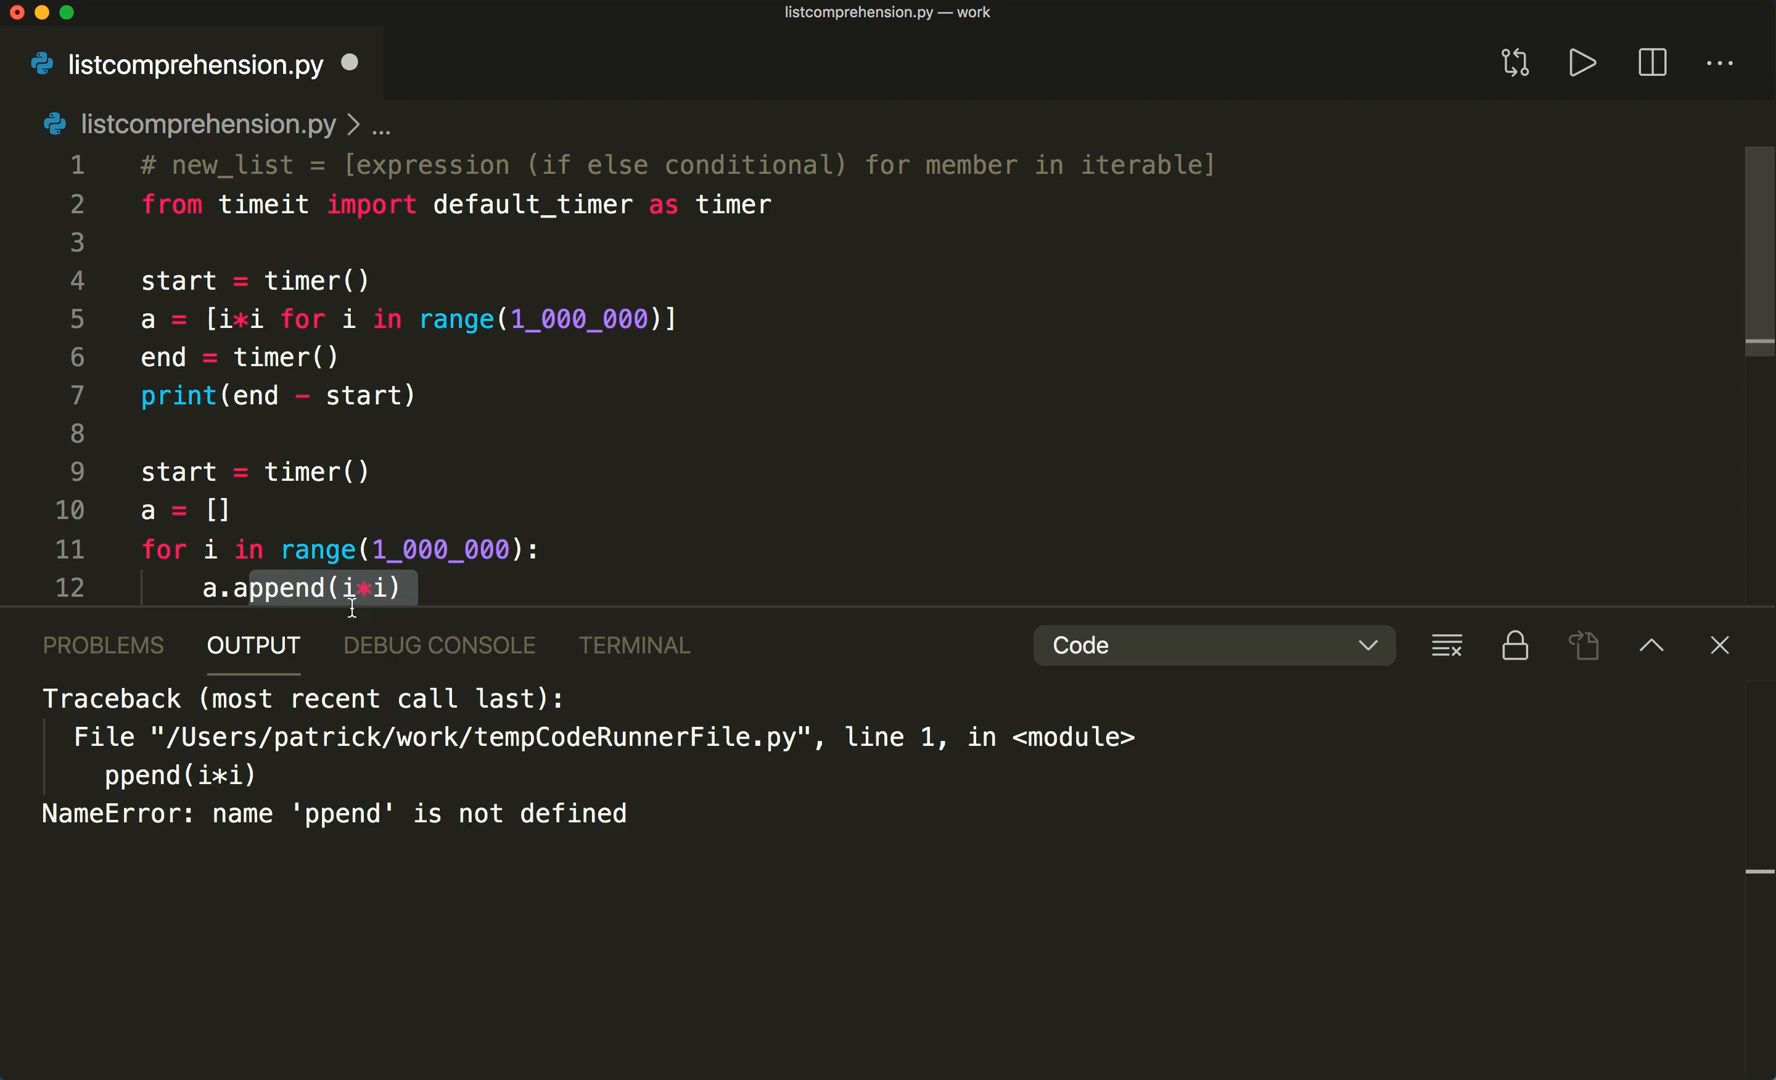 listcomprehension.py — work
listcomprehension.py
listcomprehension.py > ...
1 # new_list = [expression (if else conditional) for member in iterable]
2 from timeit import default_timer as timer
3
4 start = timer()
5 a = [i*i for i in range(1_000_000)]
6 end = timer()
7 print(end - start)
8
9 start = timer()
10 a = []
11 for i in range(1_000_000):
12     a.append(i*i)
PROBLEMS OUTPUT DEBUG CONSOLE TERMINAL Code
Traceback (most recent call last):
  File "/Users/patrick/work/tempCodeRunnerFile.py", line 1, in <module>
    ppend(i*i)
NameError: name 'ppend' is not defined